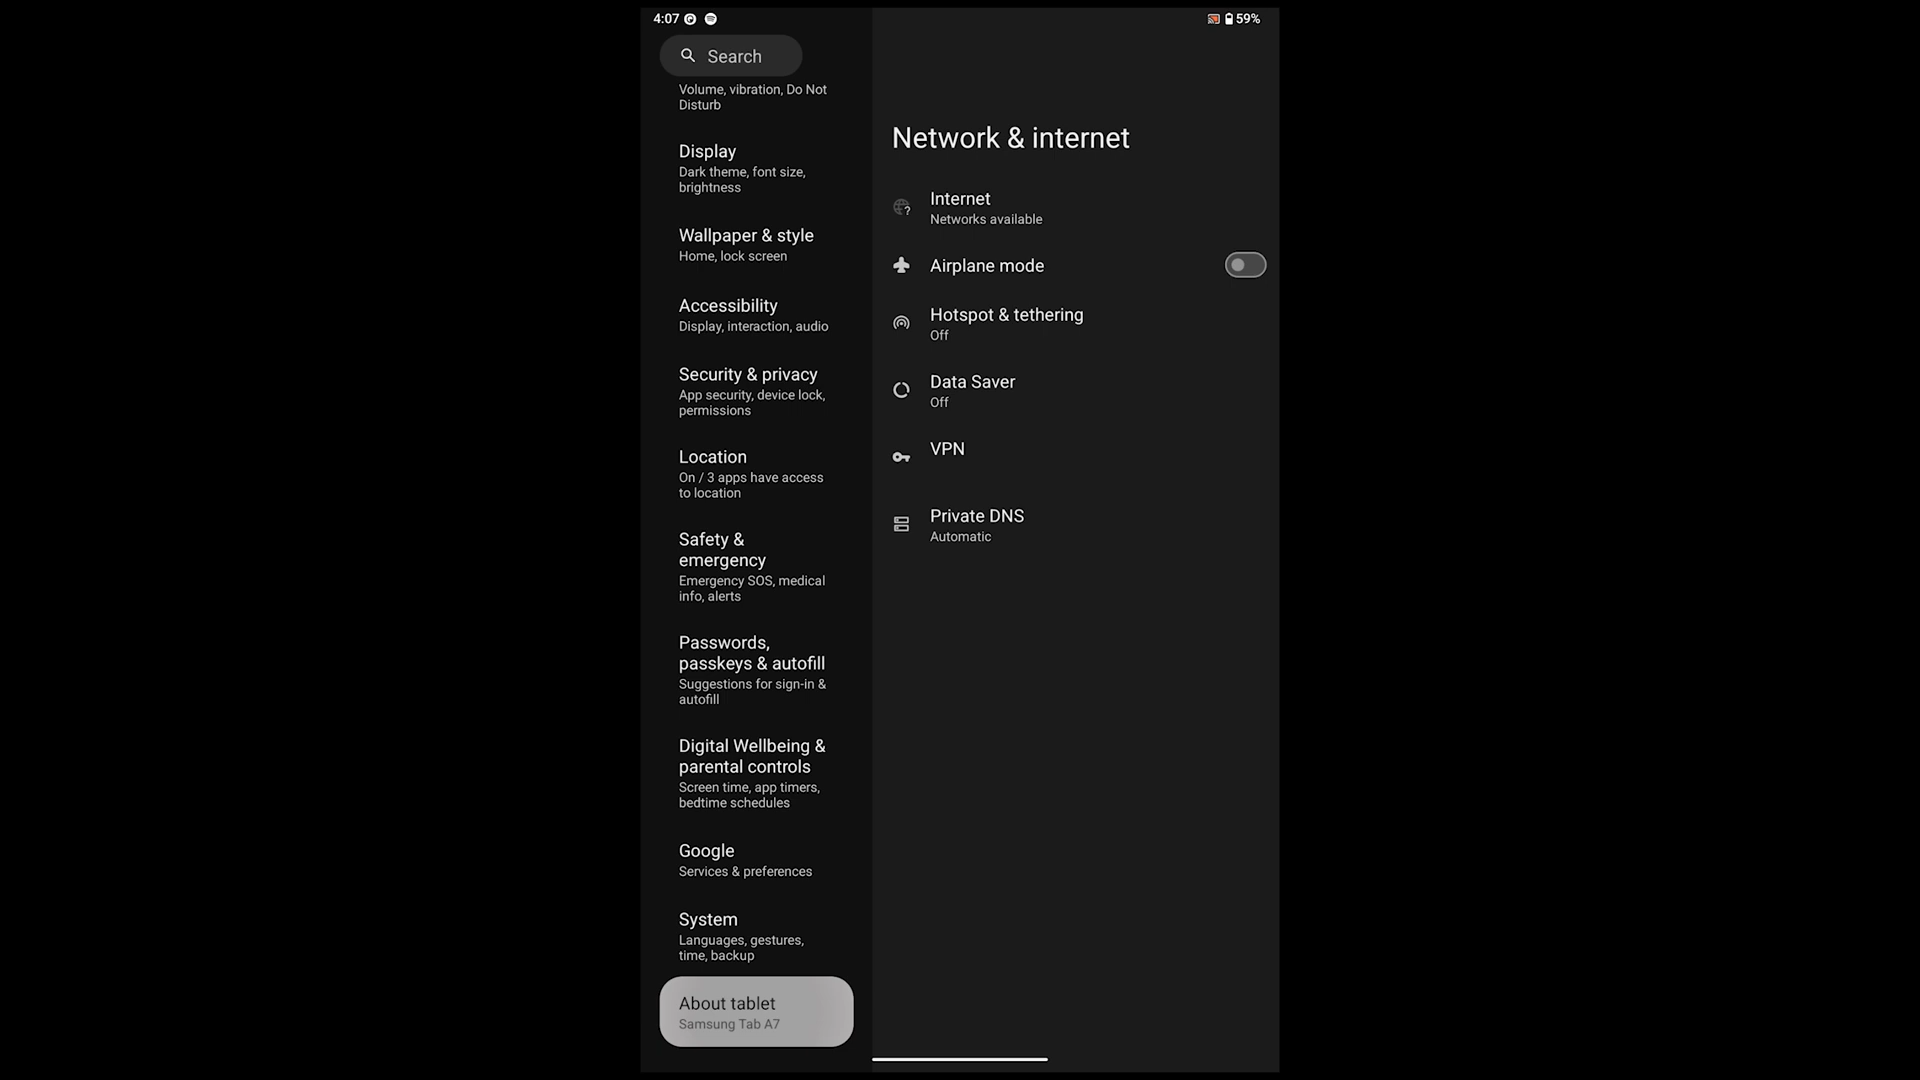 4:07
59%
Search
Volume, vibration, Do Not
Disturb
Display
Dark theme, font size,
brightness
Wallpaper & style
Home, lock screen
Accessibility
Display, interaction, audio
Security & privacy
App security, device lock,
permissions
Location
On / 3 apps have access
to location
Safety &
emergency
Emergency SOS, medical
info, alerts
Passwords,
passkeys & autofill
Suggestions for sign-in &
autofill
Digital Wellbeing &
parental controls
Screen time, app timers,
bedtime schedules
Google
Services & preferences
System
Languages, gestures,
time, backup
About tablet
Samsung Tab A7
Network & internet
Internet
Networks available
Airplane mode
Hotspot & tethering
Off
Data Saver
Off
VPN
Private DNS
Automatic